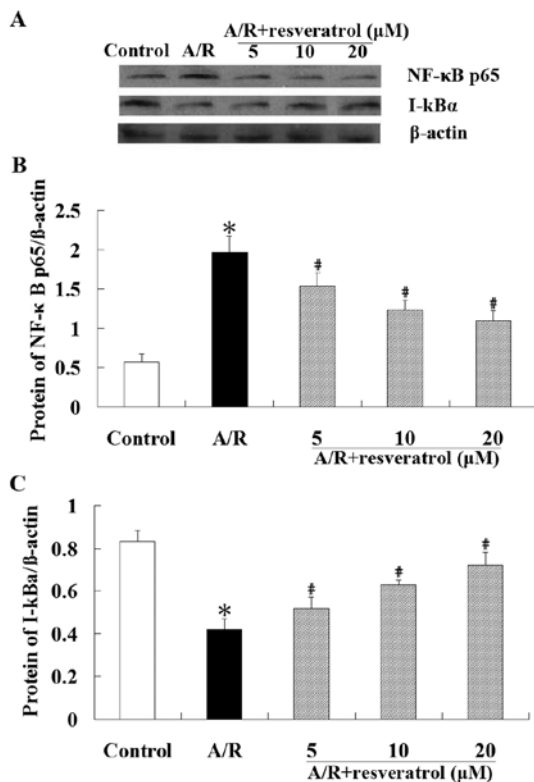 A
A/R+resveratrol (μM)
Control A/R 5 10 20
NF-κB p65
I-kBα
β-actin
B
Protein of NF-κ B p65/ß-actin
2.5
2
1.5
1
0.5
0
*
#
#
#
Control A/R 5 10 20
A/R+resveratrol (μM)
C
Protein of I-kBa/ß-actin
1
0.8
0.6
0.4
0.2
0
*
#
#
#
Control A/R 5 10 20
A/R+resveratrol (μM)